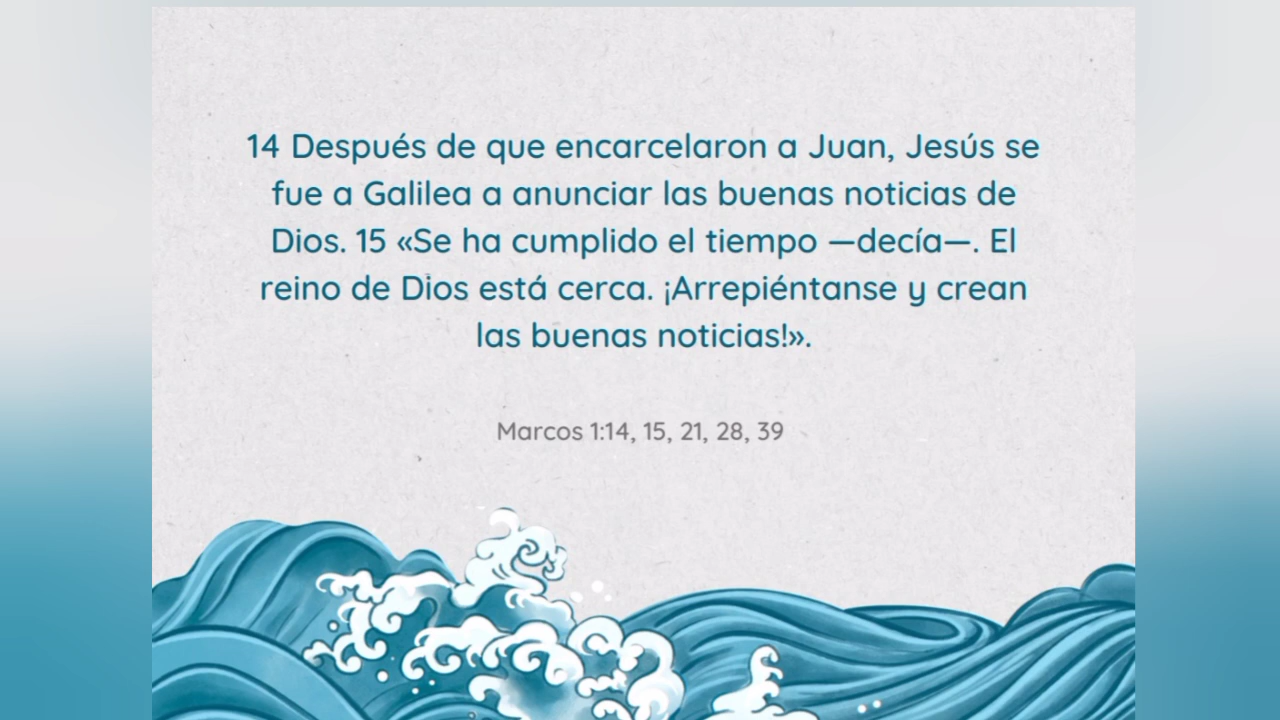 14 Después de que encarcelaron a Juan, Jesús se
fue a Galilea a anunciar las buenas noticias de
Dios. 15 «Se ha cumplido el tiempo —decía—. El
reino de Dios está cerca. ¡Arrepiéntanse y crean
las buenas noticias!».
Marcos 1:14, 15, 21, 28, 39